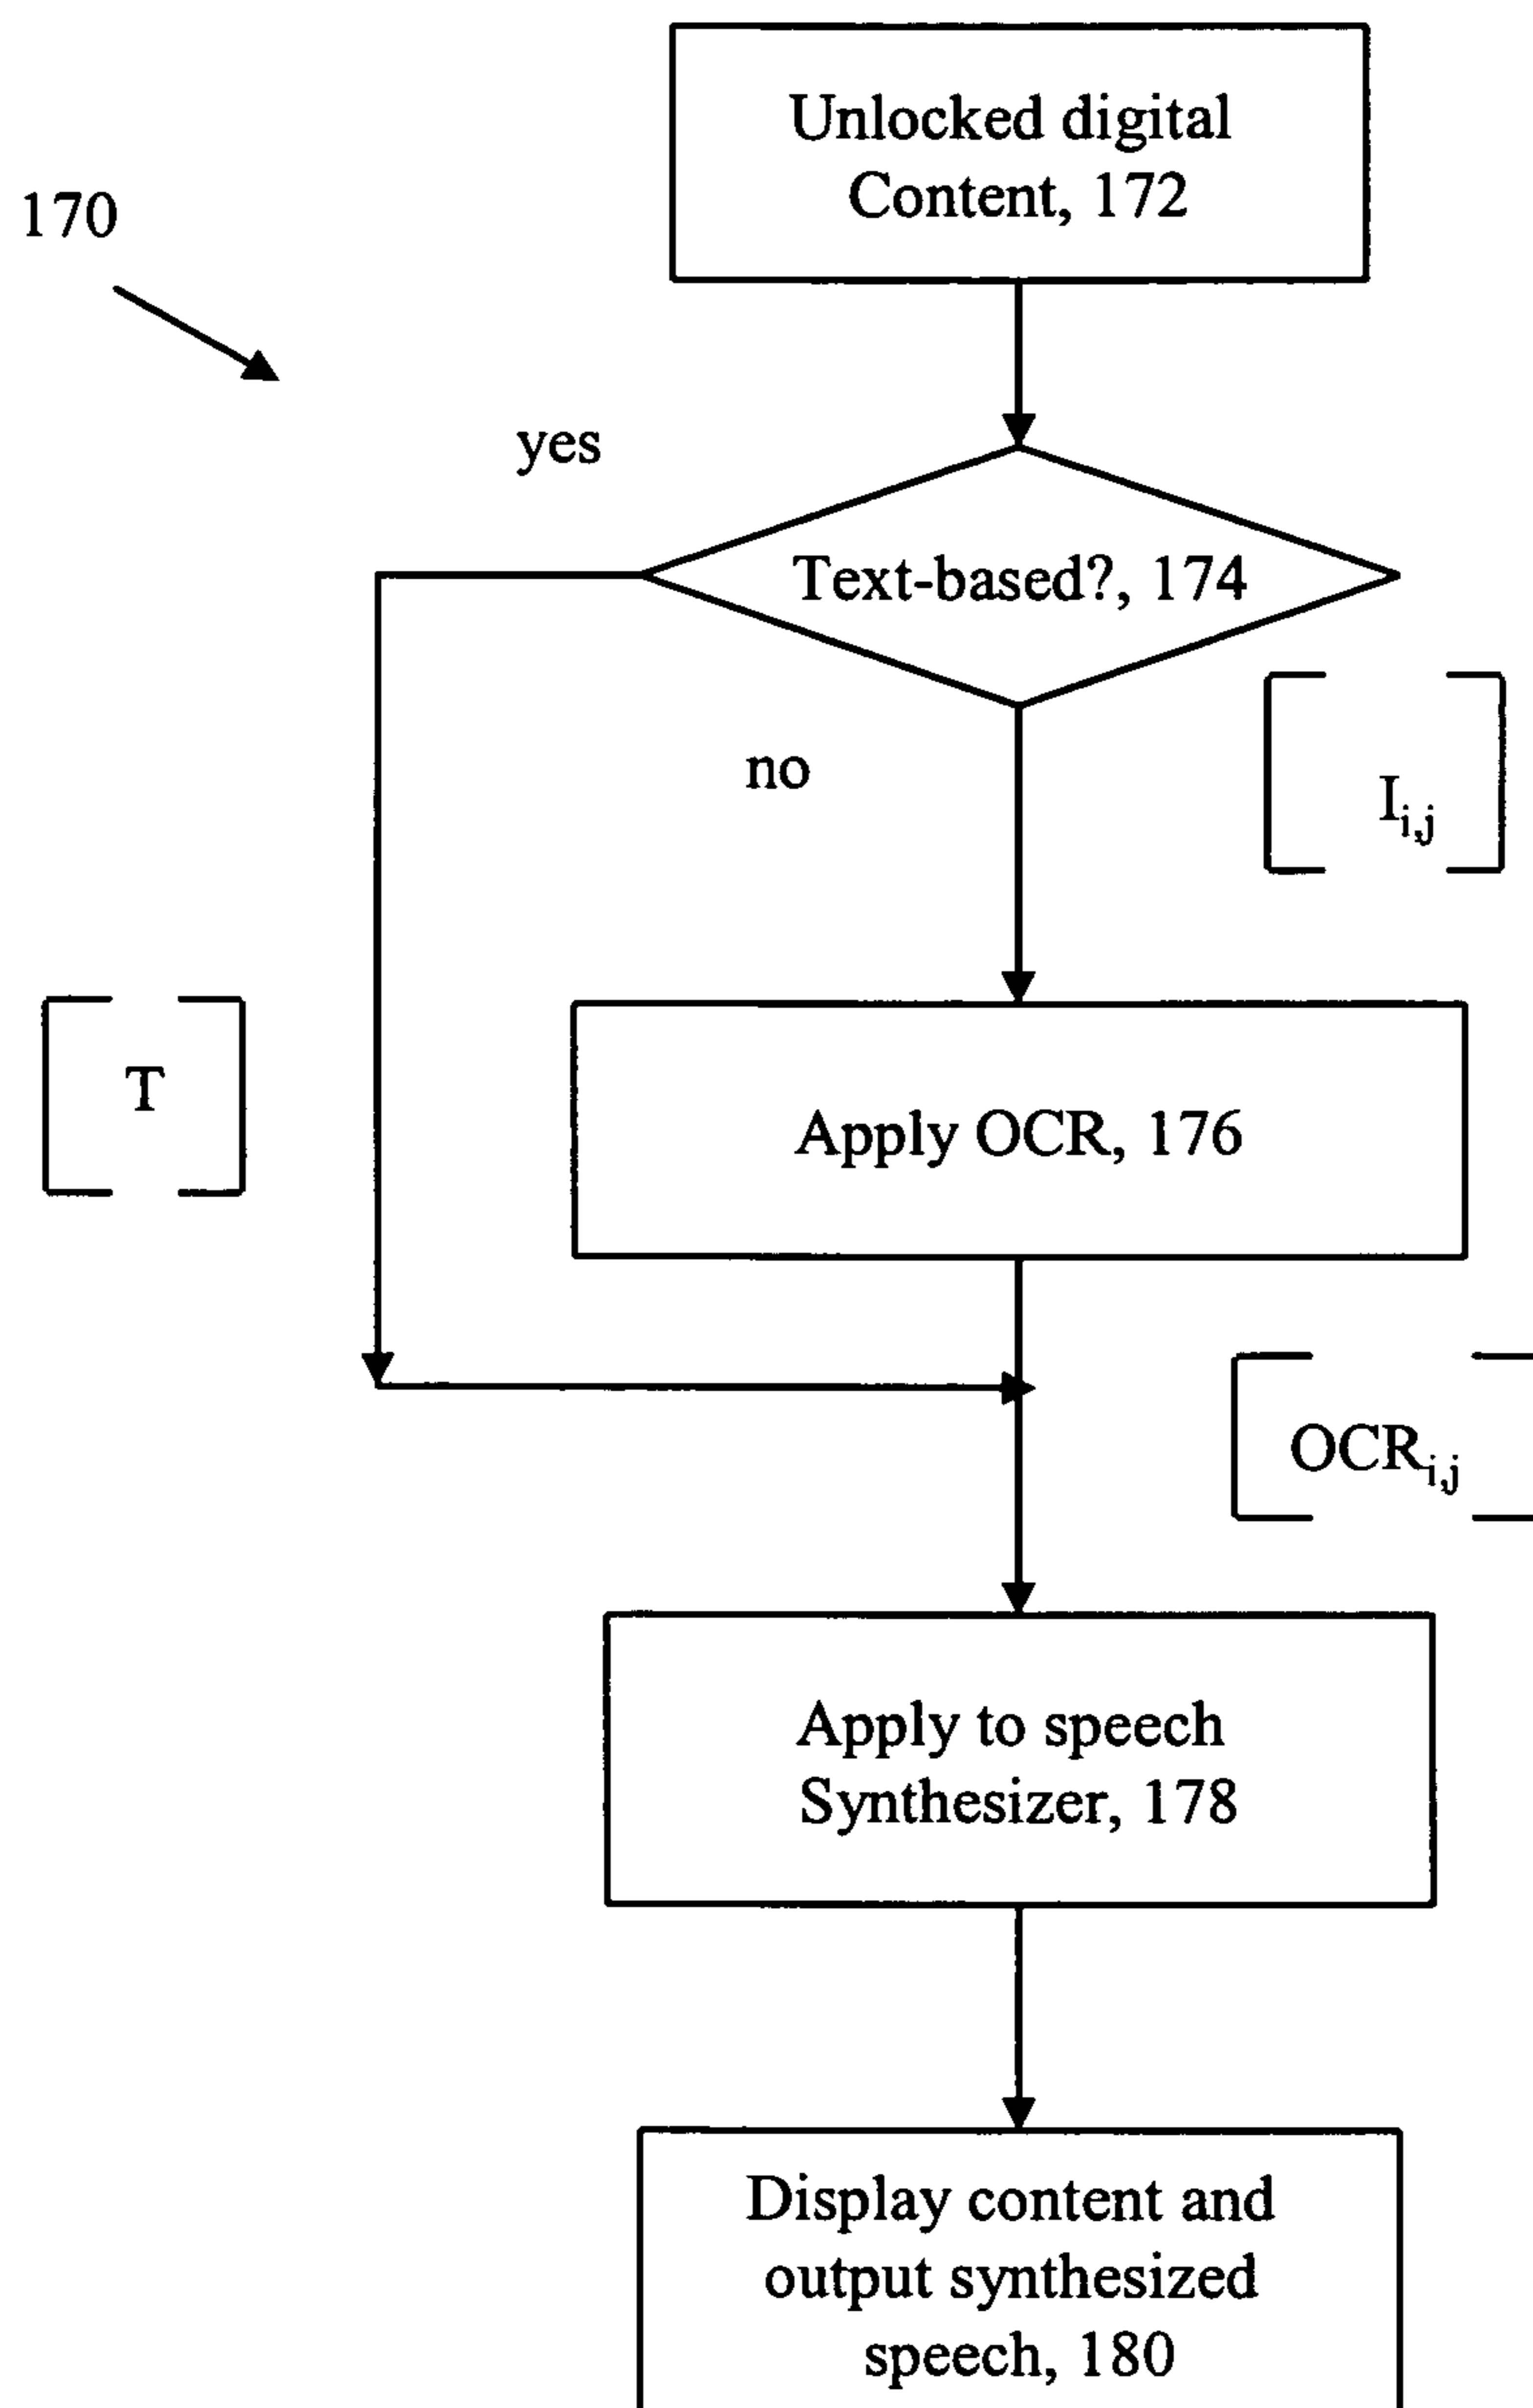 Unlocked digital
Content, 172
170
yes
Text-based?, 174
no
I_{i,j}
T
Apply OCR, 176
OCR_{i,j}
Apply to speech
Synthesizer, 178
Display content and
output synthesized
speech, 180